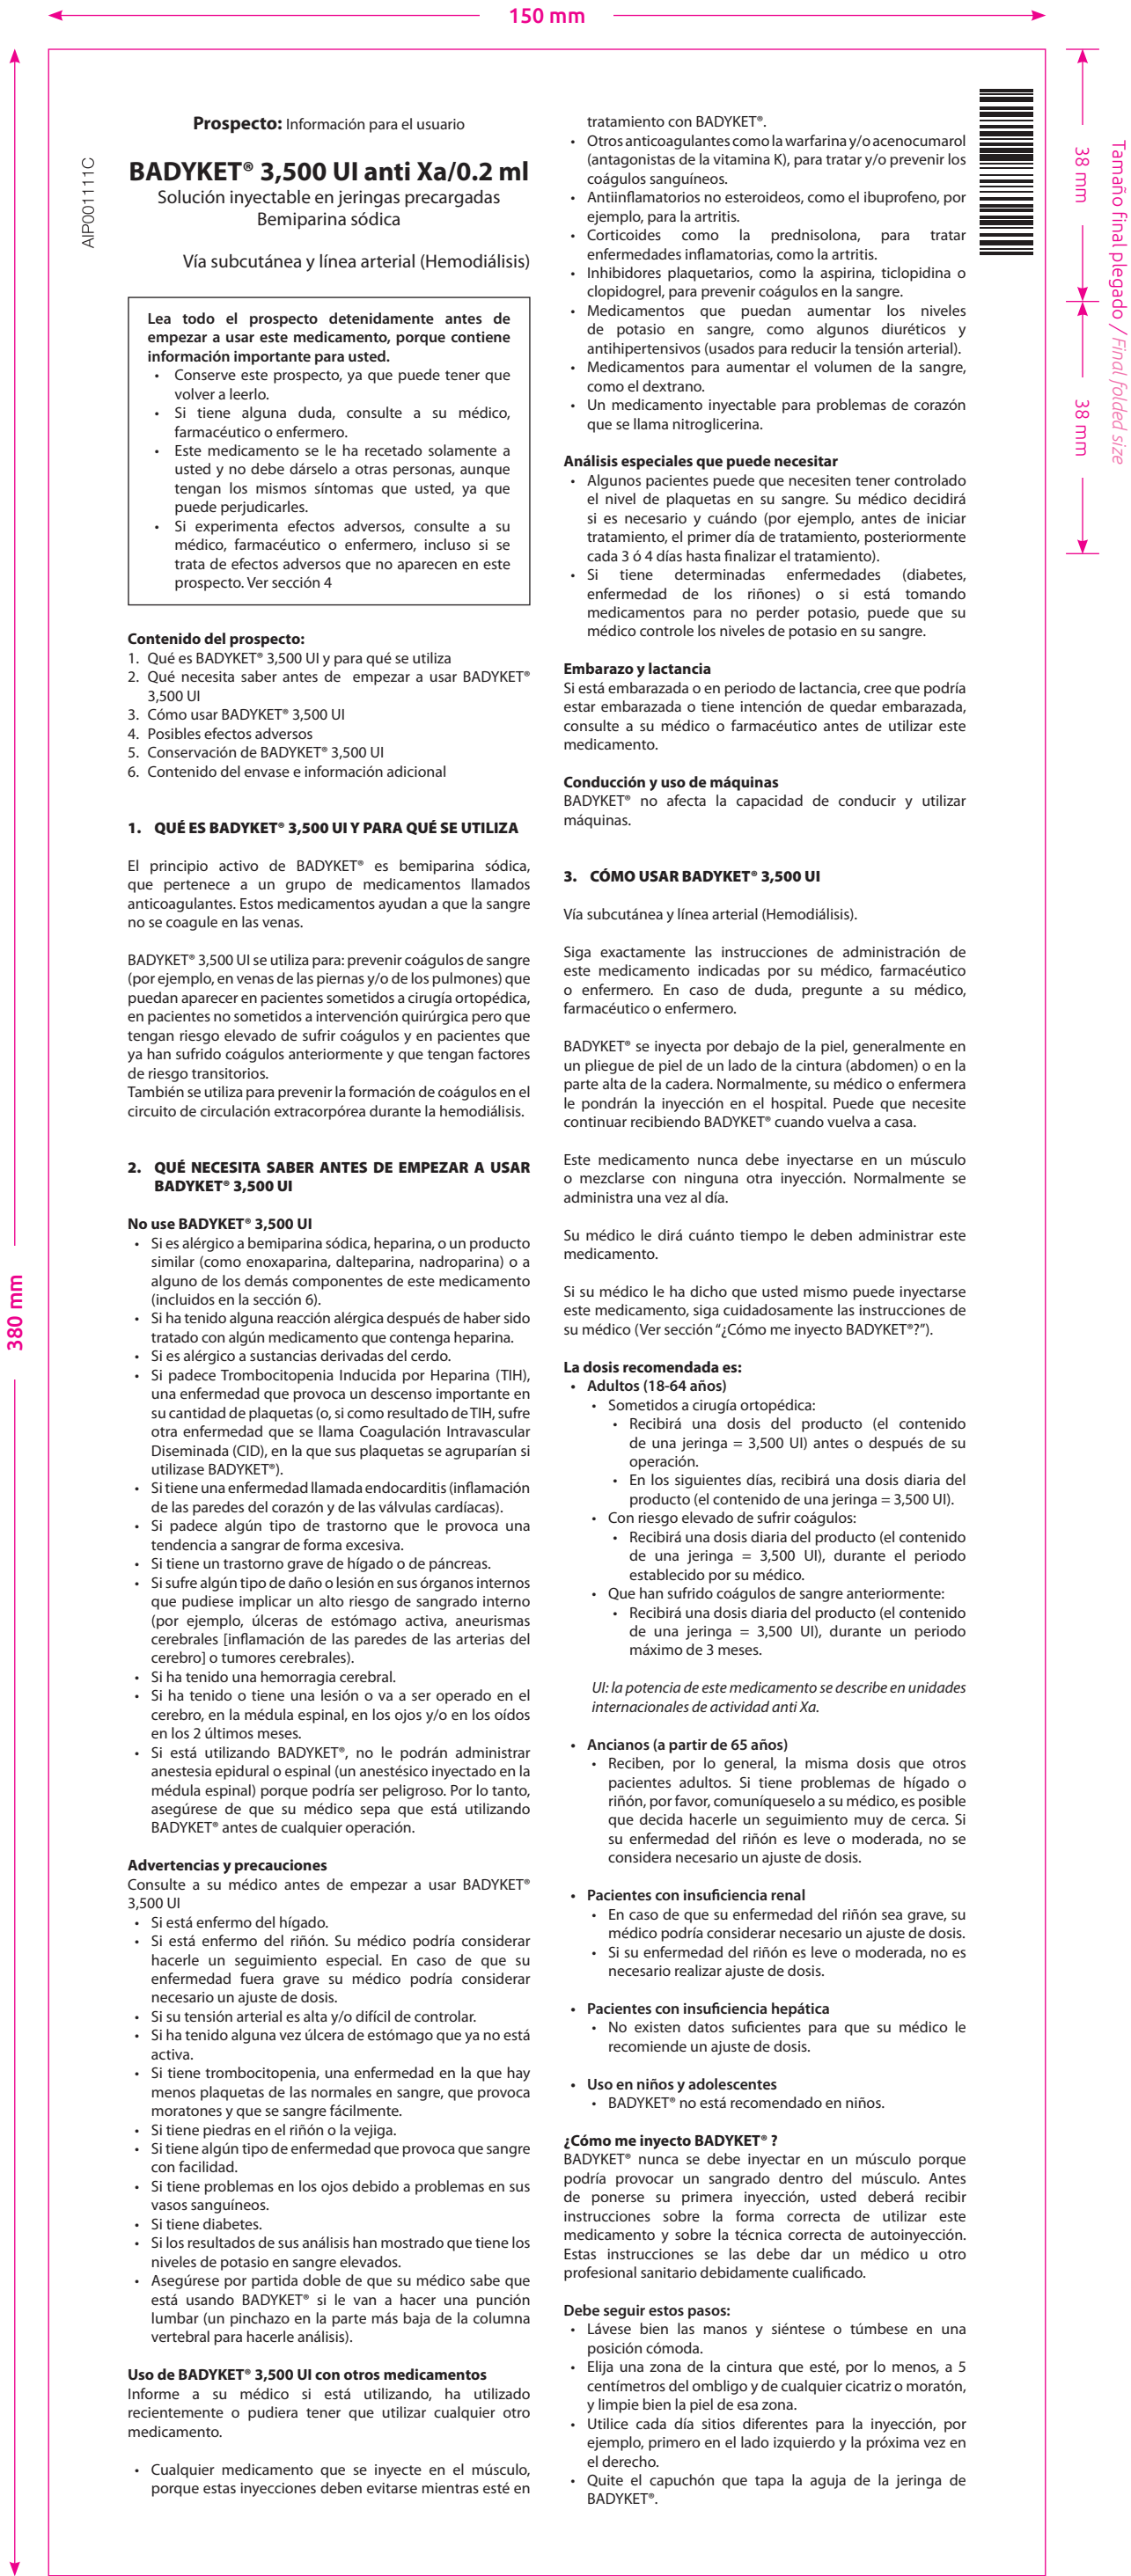 150 mm
380 mm
38 mm
38 mm
Tamaño final plegado / Final folded size
AIP001111C
Prospecto: Información para el usuario
BADYKET® 3,500 UI anti Xa/0.2 ml
Solución inyectable en jeringas precargadas
Bemiparina sódica
Vía subcutánea y línea arterial (Hemodiálisis)
Lea todo el prospecto detenidamente antes de
empezar a usar este medicamento, porque contiene
información importante para usted.
• Conserve este prospecto, ya que puede tener que
volver a leerlo.
• Si tiene alguna duda, consulte a su médico,
farmacéutico o enfermero.
• Este medicamento se le ha recetado solamente a
usted y no debe dárselo a otras personas, aunque
tengan los mismos síntomas que usted, ya que
puede perjudicarles.
• Si experimenta efectos adversos, consulte a su
médico, farmacéutico o enfermero, incluso si se
trata de efectos adversos que no aparecen en este
prospecto. Ver sección 4
Contenido del prospecto:
1. Qué es BADYKET® 3,500 UI y para qué se utiliza
2. Qué necesita saber antes de empezar a usar BADYKET®
3,500 UI
3. Cómo usar BADYKET® 3,500 UI
4. Posibles efectos adversos
5. Conservación de BADYKET® 3,500 UI
6. Contenido del envase e información adicional
1. QUÉ ES BADYKET® 3,500 UI Y PARA QUÉ SE UTILIZA
El principio activo de BADYKET® es bemiparina sódica,
que pertenece a un grupo de medicamentos llamados
anticoagulantes. Estos medicamentos ayudan a que la sangre
no se coagule en las venas.
BADYKET® 3,500 UI se utiliza para: prevenir coágulos de sangre
(por ejemplo, en venas de las piernas y/o de los pulmones) que
puedan aparecer en pacientes sometidos a cirugía ortopédica,
en pacientes no sometidos a intervención quirúrgica pero que
tengan riesgo elevado de sufrir coágulos y en pacientes que
ya han sufrido coágulos anteriormente y que tengan factores
de riesgo transitorios.
También se utiliza para prevenir la formación de coágulos en el
circuito de circulación extracorpórea durante la hemodiálisis.
2. QUÉ NECESITA SABER ANTES DE EMPEZAR A USAR
BADYKET® 3,500 UI
No use BADYKET® 3,500 UI
• Si es alérgico a bemiparina sódica, heparina, o un producto
similar (como enoxaparina, dalteparina, nadroparina) o a
alguno de los demás componentes de este medicamento
(incluidos en la sección 6).
• Si ha tenido alguna reacción alérgica después de haber sido
tratado con algún medicamento que contenga heparina.
• Si es alérgico a sustancias derivadas del cerdo.
• Si padece Trombocitopenia Inducida por Heparina (TIH),
una enfermedad que provoca un descenso importante en
su cantidad de plaquetas (o, si como resultado de TIH, sufre
otra enfermedad que se llama Coagulación Intravascular
Diseminada (CID), en la que sus plaquetas se agruparían si
utilizase BADYKET®).
• Si tiene una enfermedad llamada endocarditis (inflamación
de las paredes del corazón y de las válvulas cardíacas).
• Si padece algún tipo de trastorno que le provoca una
tendencia a sangrar de forma excesiva.
• Si tiene un trastorno grave de hígado o de páncreas.
• Si sufre algún tipo de daño o lesión en sus órganos internos
que pudiese implicar un alto riesgo de sangrado interno
(por ejemplo, úlceras de estómago activa, aneurismas
cerebrales [inflamación de las paredes de las arterias del
cerebro] o tumores cerebrales).
• Si ha tenido una hemorragia cerebral.
• Si ha tenido o tiene una lesión o va a ser operado en el
cerebro, en la médula espinal, en los ojos y/o en los oídos
en los 2 últimos meses.
• Si está utilizando BADYKET®, no le podrán administrar
anestesia epidural o espinal (un anestésico inyectado en la
médula espinal) porque podría ser peligroso. Por lo tanto,
asegúrese de que su médico sepa que está utilizando
BADYKET® antes de cualquier operación.
Advertencias y precauciones
Consulte a su médico antes de empezar a usar BADYKET®
3,500 UI
• Si está enfermo del hígado.
• Si está enfermo del riñón. Su médico podría considerar
hacerle un seguimiento especial. En caso de que su
enfermedad fuera grave su médico podría considerar
necesario un ajuste de dosis.
• Si su tensión arterial es alta y/o difícil de controlar.
• Si ha tenido alguna vez úlcera de estómago que ya no está
activa.
• Si tiene trombocitopenia, una enfermedad en la que hay
menos plaquetas de las normales en sangre, que provoca
moratones y que se sangre fácilmente.
• Si tiene piedras en el riñón o la vejiga.
• Si tiene algún tipo de enfermedad que provoca que sangre
con facilidad.
• Si tiene problemas en los ojos debido a problemas en sus
vasos sanguíneos.
• Si tiene diabetes.
• Si los resultados de sus análisis han mostrado que tiene los
niveles de potasio en sangre elevados.
• Asegúrese por partida doble de que su médico sabe que
está usando BADYKET® si le van a hacer una punción
lumbar (un pinchazo en la parte más baja de la columna
vertebral para hacerle análisis).
Uso de BADYKET® 3,500 UI con otros medicamentos
Informe a su médico si está utilizando, ha utilizado
recientemente o pudiera tener que utilizar cualquier otro
medicamento.
• Cualquier medicamento que se inyecte en el músculo,
porque estas inyecciones deben evitarse mientras esté en
tratamiento con BADYKET®.
• Otros anticoagulantes como la warfarina y/o acenocumarol
(antagonistas de la vitamina K), para tratar y/o prevenir los
coágulos sanguíneos.
• Antiinflamatorios no esteroideos, como el ibuprofeno, por
ejemplo, para la artritis.
• Corticoides como la prednisolona, para tratar
enfermedades inflamatorias, como la artritis.
• Inhibidores plaquetarios, como la aspirina, ticlopidina o
clopidogrel, para prevenir coágulos en la sangre.
• Medicamentos que puedan aumentar los niveles
de potasio en sangre, como algunos diuréticos y
antihipertensivos (usados para reducir la tensión arterial).
• Medicamentos para aumentar el volumen de la sangre,
como el dextrano.
• Un medicamento inyectable para problemas de corazón
que se llama nitroglicerina.
Análisis especiales que puede necesitar
• Algunos pacientes puede que necesiten tener controlado
el nivel de plaquetas en su sangre. Su médico decidirá
si es necesario y cuándo (por ejemplo, antes de iniciar
tratamiento, el primer día de tratamiento, posteriormente
cada 3 ó 4 días hasta finalizar el tratamiento).
• Si tiene determinadas enfermedades (diabetes,
enfermedad de los riñones) o si está tomando
medicamentos para no perder potasio, puede que su
médico controle los niveles de potasio en su sangre.
Embarazo y lactancia
Si está embarazada o en periodo de lactancia, cree que podría
estar embarazada o tiene intención de quedar embarazada,
consulte a su médico o farmacéutico antes de utilizar este
medicamento.
Conducción y uso de máquinas
BADYKET® no afecta la capacidad de conducir y utilizar
máquinas.
3. CÓMO USAR BADYKET® 3,500 UI
Vía subcutánea y línea arterial (Hemodiálisis).
Siga exactamente las instrucciones de administración de
este medicamento indicadas por su médico, farmacéutico
o enfermero. En caso de duda, pregunte a su médico,
farmacéutico o enfermero.
BADYKET® se inyecta por debajo de la piel, generalmente en
un pliegue de piel de un lado de la cintura (abdomen) o en la
parte alta de la cadera. Normalmente, su médico o enfermera
le pondrán la inyección en el hospital. Puede que necesite
continuar recibiendo BADYKET® cuando vuelva a casa.
Este medicamento nunca debe inyectarse en un músculo
o mezclarse con ninguna otra inyección. Normalmente se
administra una vez al día.
Su médico le dirá cuánto tiempo le deben administrar este
medicamento.
Si su médico le ha dicho que usted mismo puede inyectarse
este medicamento, siga cuidadosamente las instrucciones de
su médico (Ver sección “¿Cómo me inyecto BADYKET®?”).
La dosis recomendada es:
• Adultos (18-64 años)
• Sometidos a cirugía ortopédica:
• Recibirá una dosis del producto (el contenido
de una jeringa = 3,500 UI) antes o después de su
operación.
• En los siguientes días, recibirá una dosis diaria del
producto (el contenido de una jeringa = 3,500 UI).
• Con riesgo elevado de sufrir coágulos:
• Recibirá una dosis diaria del producto (el contenido
de una jeringa = 3,500 UI), durante el periodo
establecido por su médico.
• Que han sufrido coágulos de sangre anteriormente:
• Recibirá una dosis diaria del producto (el contenido
de una jeringa = 3,500 UI), durante un periodo
máximo de 3 meses.
UI: la potencia de este medicamento se describe en unidades
internacionales de actividad anti Xa.
• Ancianos (a partir de 65 años)
• Reciben, por lo general, la misma dosis que otros
pacientes adultos. Si tiene problemas de hígado o
riñón, por favor, comuníqueselo a su médico, es posible
que decida hacerle un seguimiento muy de cerca. Si
su enfermedad del riñón es leve o moderada, no se
considera necesario un ajuste de dosis.
• Pacientes con insuficiencia renal
• En caso de que su enfermedad del riñón sea grave, su
médico podría considerar necesario un ajuste de dosis.
• Si su enfermedad del riñón es leve o moderada, no es
necesario realizar ajuste de dosis.
• Pacientes con insuficiencia hepática
• No existen datos suficientes para que su médico le
recomiende un ajuste de dosis.
• Uso en niños y adolescentes
• BADYKET® no está recomendado en niños.
¿Cómo me inyecto BADYKET® ?
BADYKET® nunca se debe inyectar en un músculo porque
podría provocar un sangrado dentro del músculo. Antes
de ponerse su primera inyección, usted deberá recibir
instrucciones sobre la forma correcta de utilizar este
medicamento y sobre la técnica correcta de autoinyección.
Estas instrucciones se las debe dar un médico u otro
profesional sanitario debidamente cualificado.
Debe seguir estos pasos:
• Lávese bien las manos y siéntese o túmbese en una
posición cómoda.
• Elija una zona de la cintura que esté, por lo menos, a 5
centímetros del ombligo y de cualquier cicatriz o moratón,
y limpie bien la piel de esa zona.
• Utilice cada día sitios diferentes para la inyección, por
ejemplo, primero en el lado izquierdo y la próxima vez en
el derecho.
• Quite el capuchón que tapa la aguja de la jeringa de
BADYKET®.